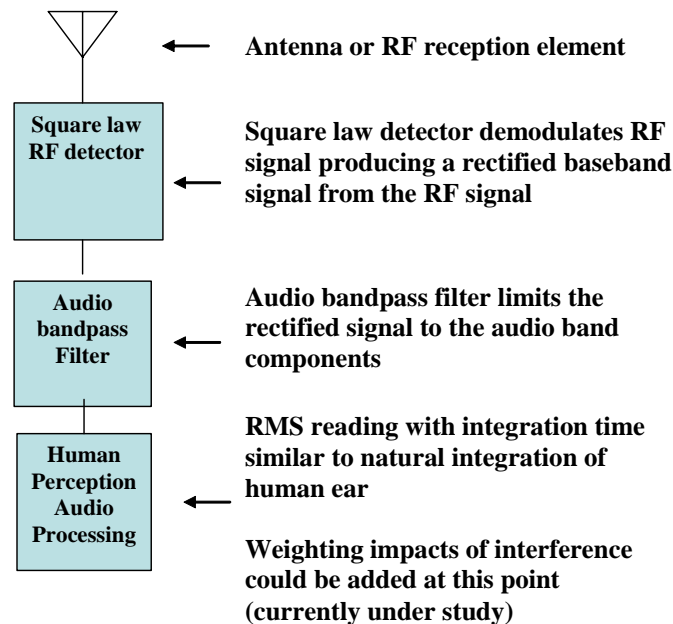 Antenna or RF reception element
Square law
RF detector
Square law detector demodulates RF
signal producing a rectified baseband
signal from the RF signal
Audio
bandpass
Filter
Audio bandpass filter limits the
rectified signal to the audio band
components
Human
Perception
Audio
Processing
RMS reading with integration time
similar to natural integration of
human ear
Weighting impacts of interference
could be added at this point
(currently under study)